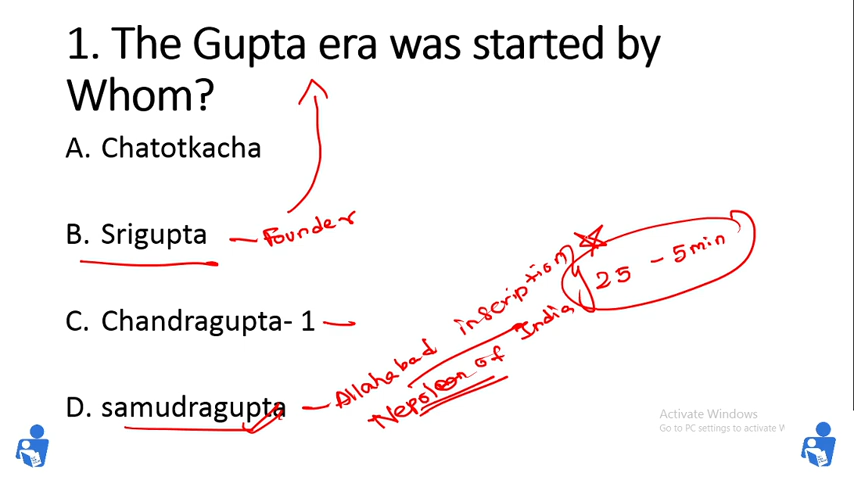 1. The Gupta era was started by
Whom?
A. Chatotkacha
B. Srigupta – Founder
C. Chandragupta- 1 –
D. samudragupta – Allahabad inscription
Nepoleon of India
25 - 5min
Activate Windows
Go to PC settings to activate W